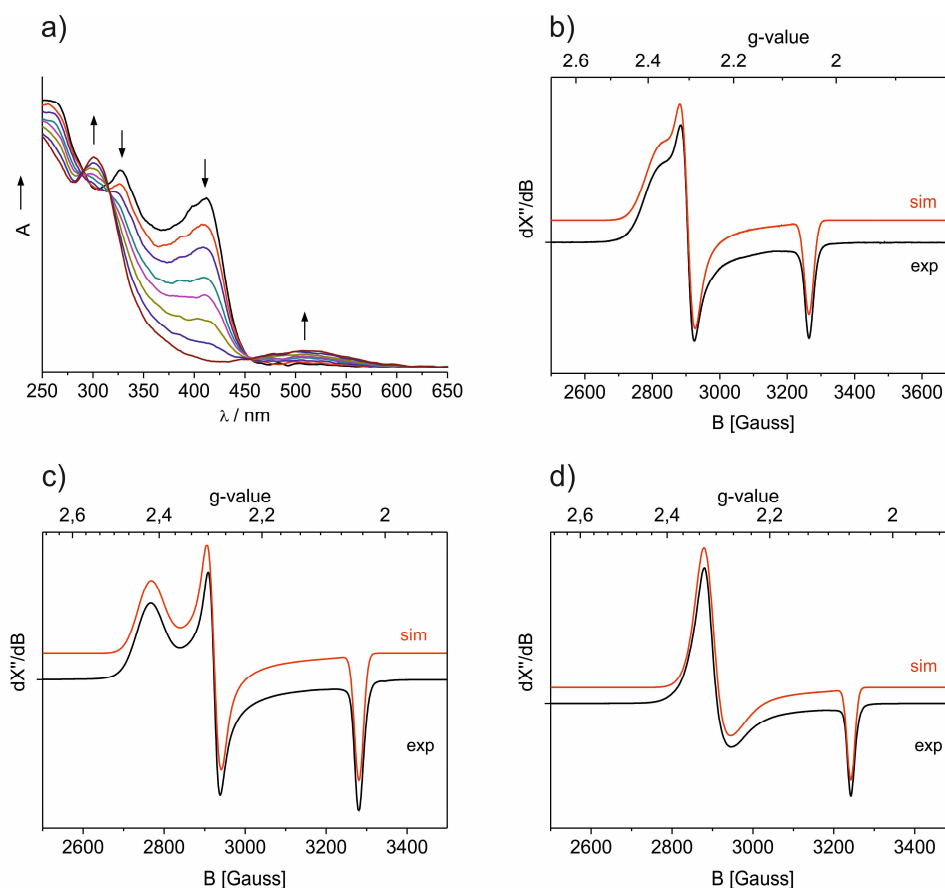 a)
A
250 300 350 400 450 500 550 600 650
λ / nm
b)
g-value
2.6 2.4 2.2 2
dX"/dB
sim
exp
2600 2800 3000 3200 3400 3600
B [Gauss]
c)
g-value
2,6 2,4 2,2 2
dX"/dB
sim
exp
2600 2800 3000 3200 3400
B [Gauss]
d)
g-value
2,6 2,4 2,2 2
dX"/dB
sim
exp
2600 2800 3000 3200 3400
B [Gauss]